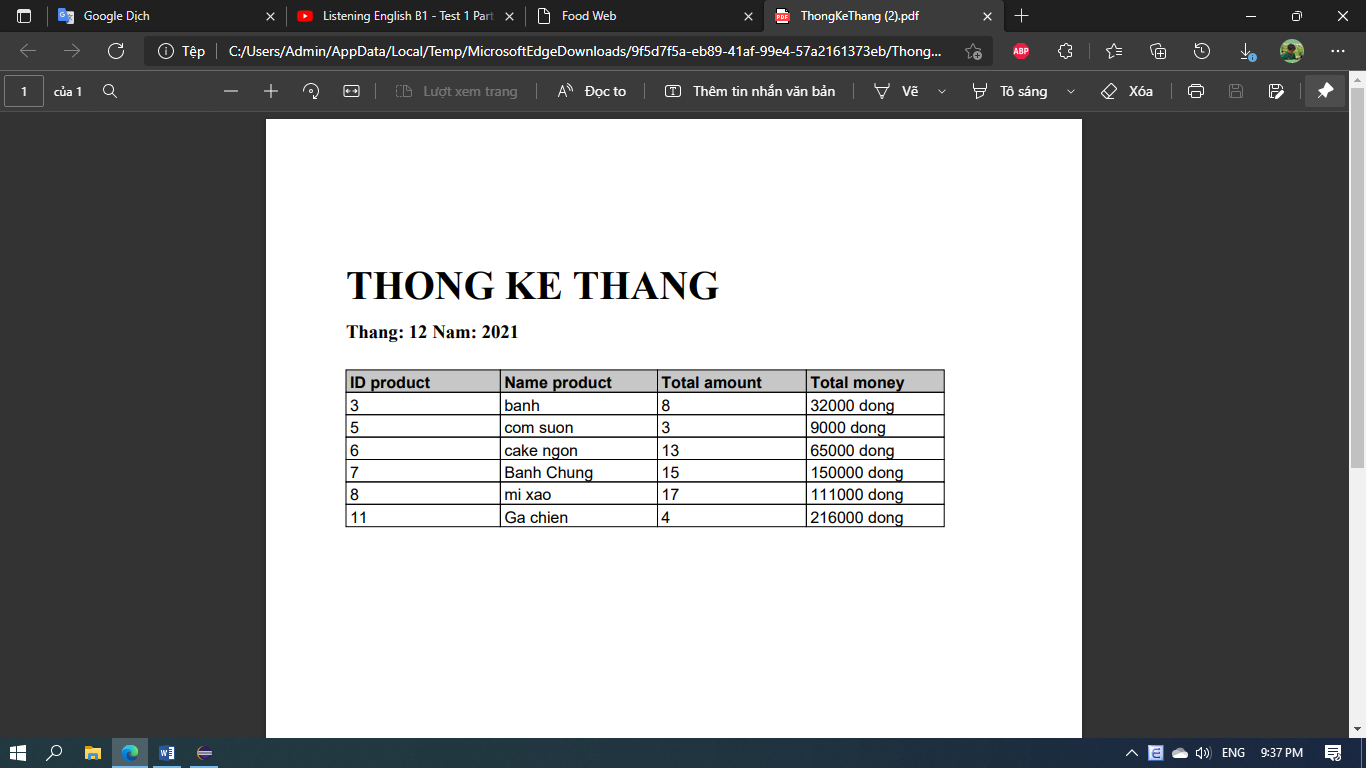 Google Dịch
Listening English B1 - Test 1 Part
Food Web
ThongKeThang (2).pdf
Tệp
C:/Users/Admin/AppData/Local/Temp/MicrosoftEdgeDownloads/9f5d7f5a-eb89-41af-99e4-57a2161373eb/Thong...
ABP
1 của 1
Lượt xem trang
Đọc to
Thêm tin nhắn văn bản
Vẽ
Tô sáng
Xóa
THONG KE THANG
Thang: 12 Nam: 2021
ID product Name product Total amount Total money
3 banh 8 32000 dong
5 com suon 3 9000 dong
6 cake ngon 13 65000 dong
7 Banh Chung 15 150000 dong
8 mi xao 17 111000 dong
11 Ga chien 4 216000 dong
ENG
9:37 PM